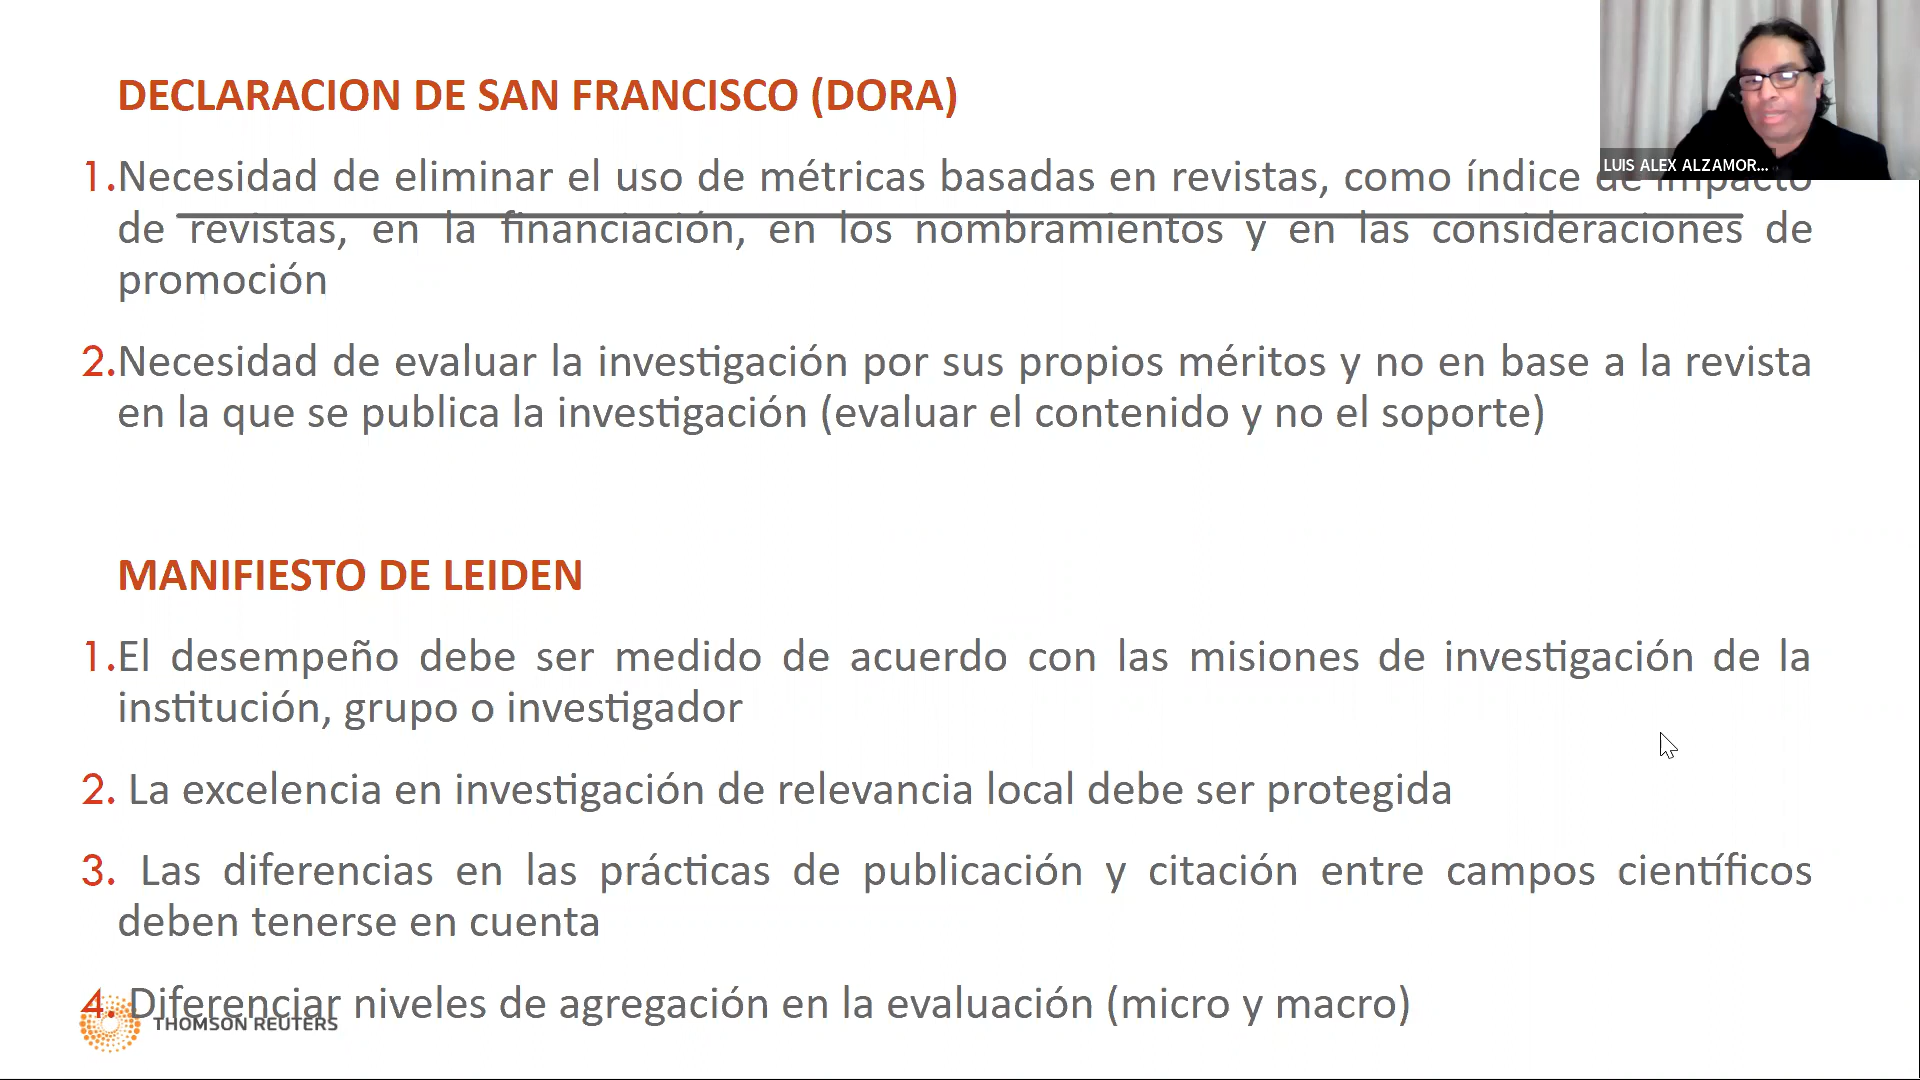 DECLARACION DE SAN FRANCISCO (DORA)
LUIS ALEX ALZAMOR...
1.Necesidad de eliminar el uso de métricas basadas en revistas, como índice de impacto
de revistas, en la financiación, en los nombramientos y en las consideraciones de
promoción
2.Necesidad de evaluar la investigación por sus propios méritos y no en base a la revista
en la que se publica la investigación (evaluar el contenido y no el soporte)
MANIFIESTO DE LEIDEN
1.El desempeño debe ser medido de acuerdo con las misiones de investigación de la
institución, grupo o investigador
2. La excelencia en investigación de relevancia local debe ser protegida
3. Las diferencias en las prácticas de publicación y citación entre campos científicos
deben tenerse en cuenta
4. Diferenciar niveles de agregación en la evaluación (micro y macro)
THOMSON REUTERS